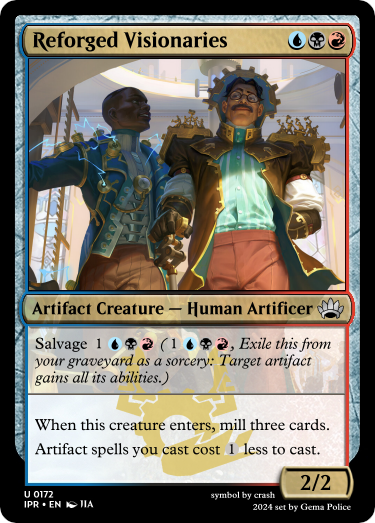 Reforged Visionaries
Artifact Creature — Human Artificer
Salvage 1 (1 , Exile this from
your graveyard as a sorcery: Target artifact
gains all its abilities.)
When this creature enters, mill three cards.
Artifact spells you cast cost 1 less to cast.
2/2
U 0172
IPR • EN JIA
symbol by crash
2024 set by Gema Police